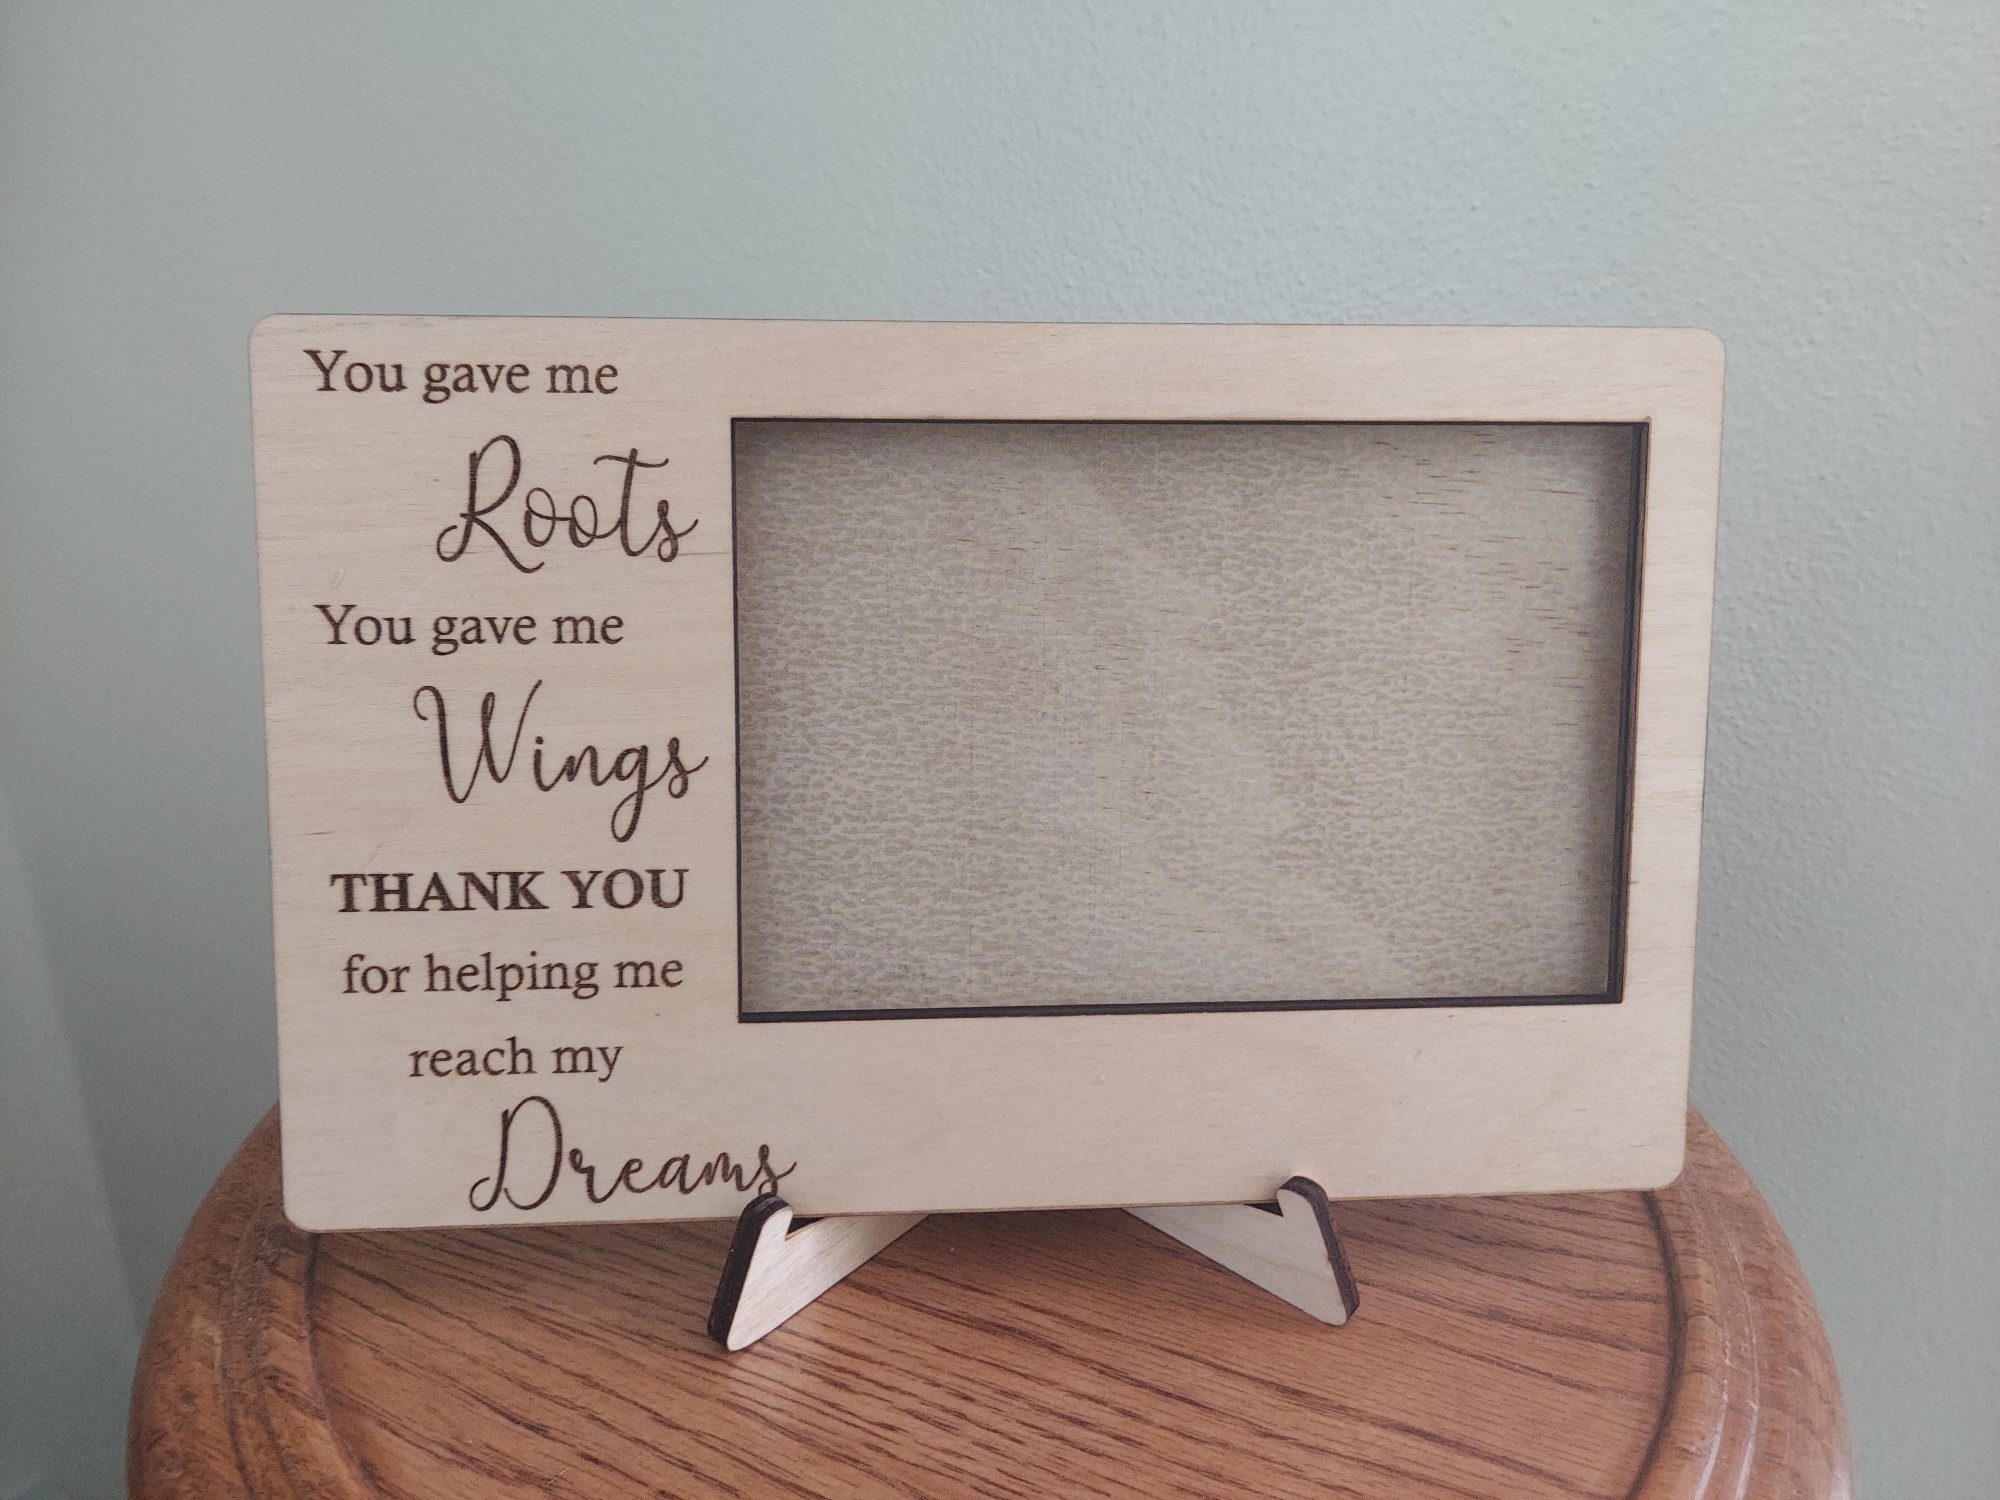 You gave me
Roots
You gave me
Wings
THANK YOU
for helping me
reach my
Dreams